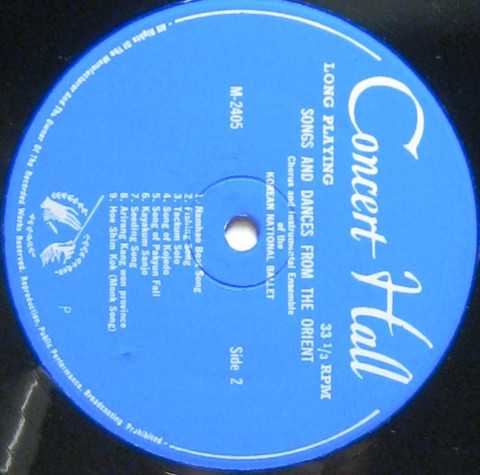 Concert Hall
LONG PLAYING 33 1/3 RPM
SONGS AND DANCES FROM THE ORIENT
Chorus and Instrumental Ensemble
of the
KOREAN NATIONAL BALLET
M-2405 Side 2
1. Namhao Boat Song
2. Fishing Song
3. Tackum Solo
4. Song of Jojodo
5. Song of Pakyun Fall
6. Kayakum Sanjo
7. Seeding Song
8. Arirang Kang won province
9. Hoe Shim Kok (Monk Song)
P
- All Rights Of The Manufacturer And The Owner Of The Recorded Works Reserved. Reproduction, Public Performance, Broadcasting Prohibited -